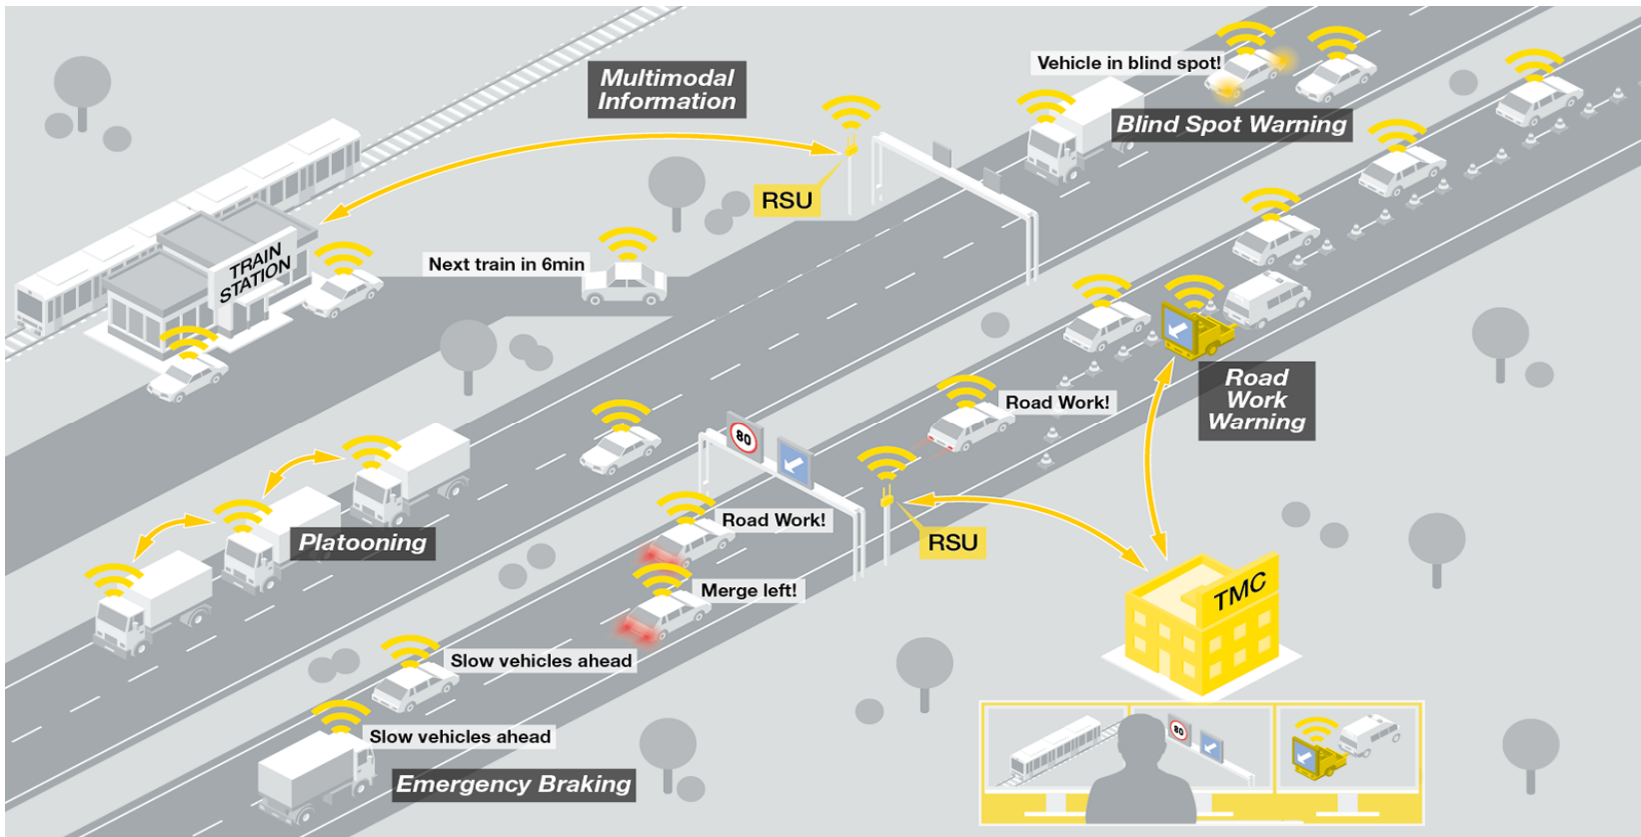 Multimodal
Information
Vehicle in blind spot!
Blind Spot Warning
RSU
TRAIN
STATION
Next train in 6min
Road
Work
Warning
Road Work!
80
RSU
Platooning
Road Work!
Merge left!
TMC
Slow vehicles ahead
Slow vehicles ahead
Emergency Braking
80